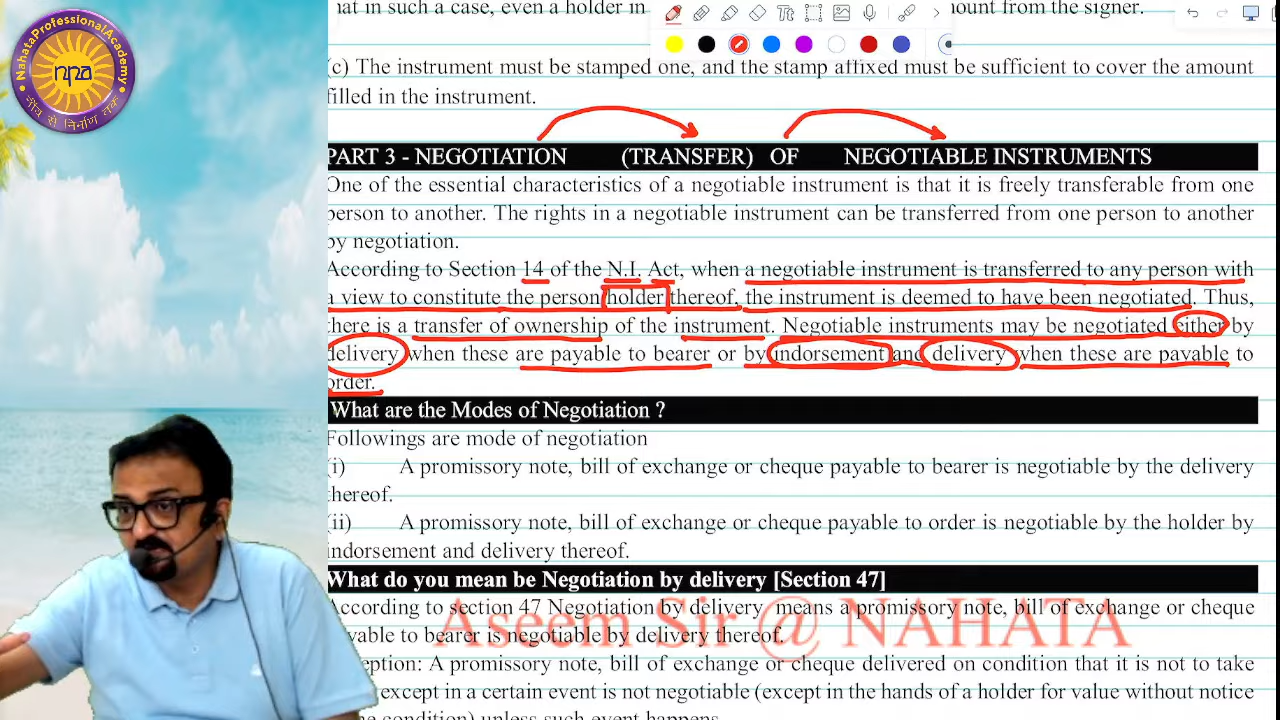 hat in such a case, even a holder in ount from the signer.
NahataProfessionalAcademy
npa
नींव से निर्माण तक
Tt
(c) The instrument must be stamped one, and the stamp affixed must be sufficient to cover the amount
filled in the instrument.
PART 3 - NEGOTIATION (TRANSFER) OF NEGOTIABLE INSTRUMENTS
One of the essential characteristics of a negotiable instrument is that it is freely transferable from one
person to another. The rights in a negotiable instrument can be transferred from one person to another
by negotiation.
According to Section 14 of the N.I. Act, when a negotiable instrument is transferred to any person with
a view to constitute the person holder thereof, the instrument is deemed to have been negotiated. Thus,
there is a transfer of ownership of the instrument. Negotiable instruments may be negotiated either by
delivery when these are payable to bearer or by indorsement and delivery when these are payable to
order.
What are the Modes of Negotiation ?
Followings are mode of negotiation
(i) A promissory note, bill of exchange or cheque payable to bearer is negotiable by the delivery
thereof.
(ii) A promissory note, bill of exchange or cheque payable to order is negotiable by the holder by
indorsement and delivery thereof.
What do you mean be Negotiation by delivery [Section 47]
According to section 47 Negotiation by delivery means a promissory note, bill of exchange or cheque
yable to bearer is negotiable by delivery thereof.
Aseem Sir @ NAHATA
eption: A promissory note, bill of exchange or cheque delivered on condition that it is not to take
except in a certain event is not negotiable (except in the hands of a holder for value without notice
condition) unless such event happens.